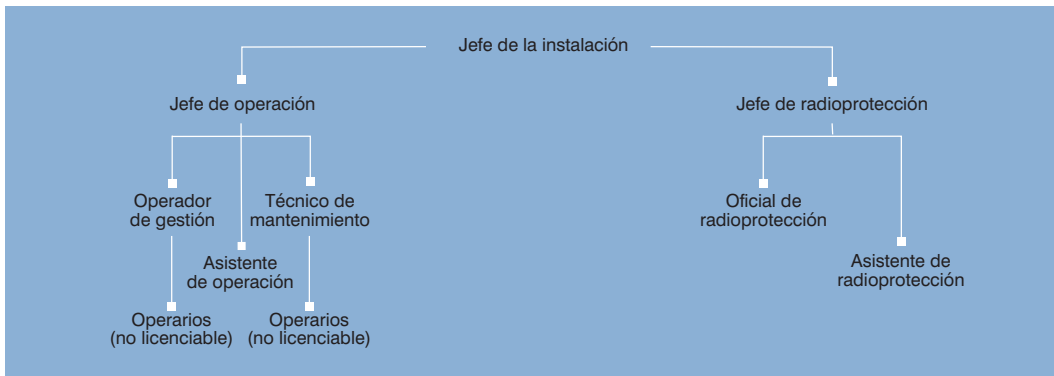 Jefe de la instalación
Jefe de operación
Jefe de radioprotección
Operador
de gestión
Técnico de
mantenimiento
Oficial de
radioprotección
Asistente
de operación
Asistente de
radioprotección
Operarios
(no licenciable)
Operarios
(no licenciable)